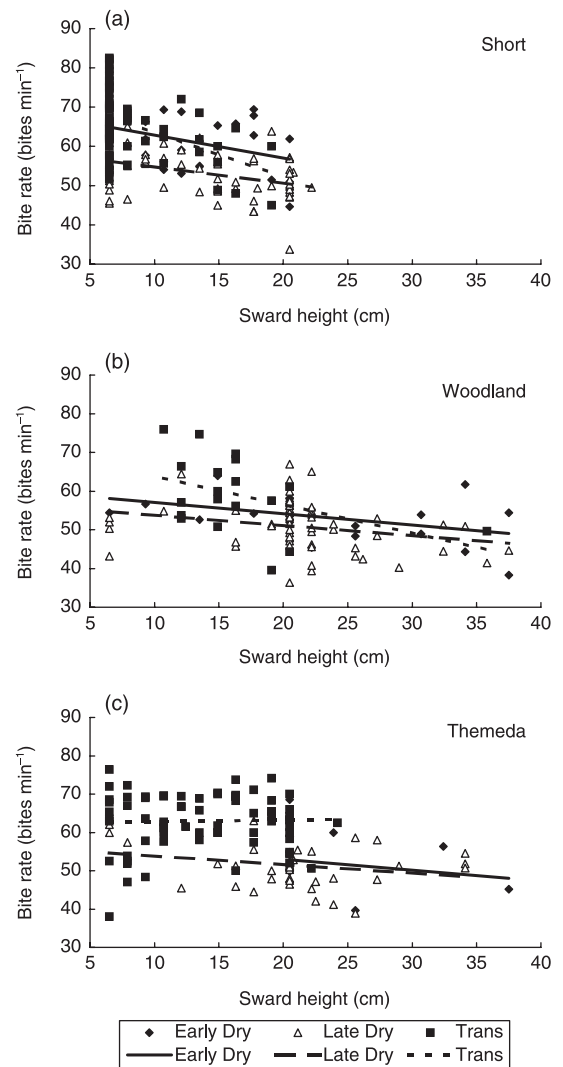 (a)
Short
90
80
70
60
50
40
30
Bite rate (bites min⁻¹)
5 10 15 20 25 30 35 40
Sward height (cm)
(b)
Woodland
90
80
70
60
50
40
30
Bite rate (bites min⁻¹)
5 10 15 20 25 30 35 40
Sward height (cm)
(c)
Themeda
90
80
70
60
50
40
30
Bite rate (bites min⁻¹)
5 10 15 20 25 30 35 40
Sward height (cm)
Early Dry Late Dry Trans
Early Dry Late Dry Trans